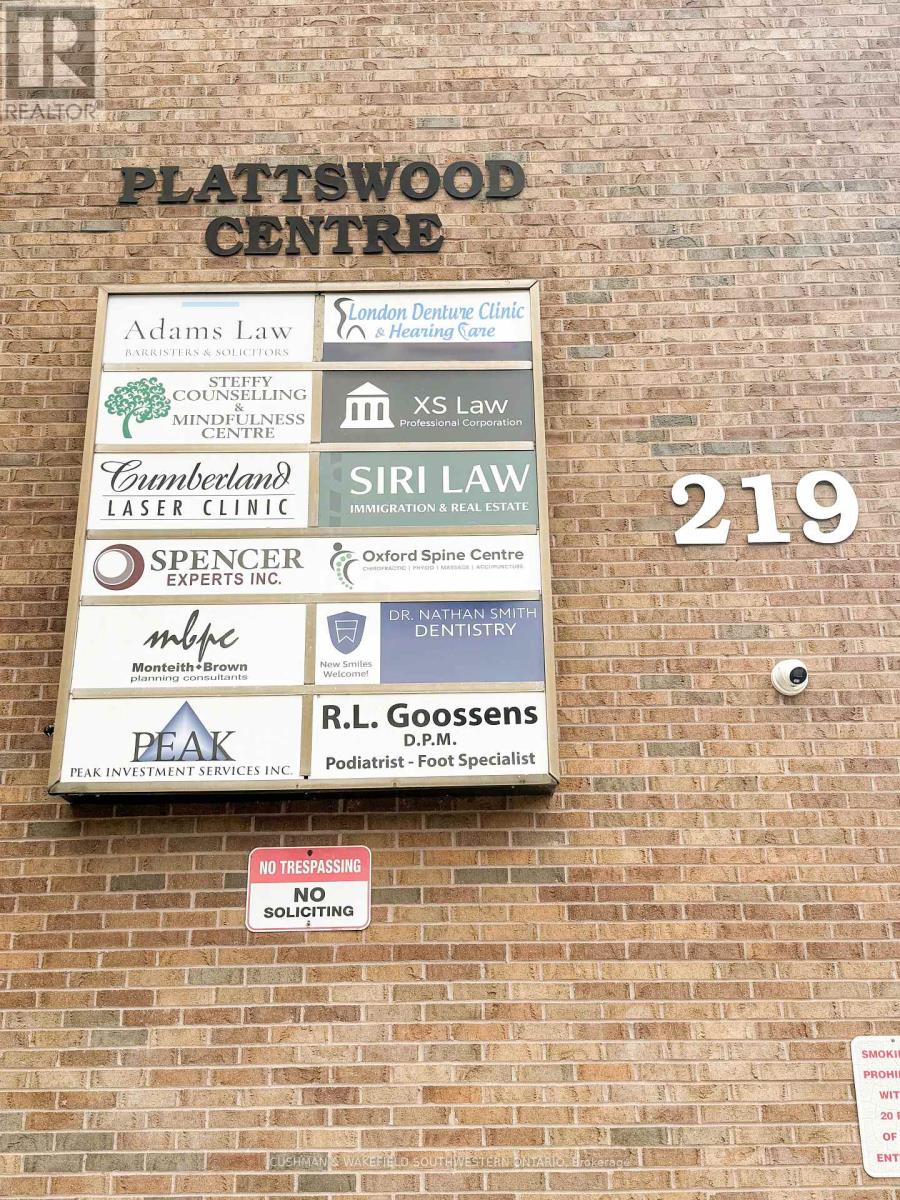 REALTOR
PLATTSWOOD
CENTRE
Adams Law
BARRISTERS & SOLICITORS
London Denture Clinic
& Hearing Care
STEFFY
COUNSELLING
&
MINDFULNESS
CENTRE
XS Law
Professional Corporation
Cumberland
LASER CLINIC
SIRI LAW
IMMIGRATION & REAL ESTATE
SPENCER
EXPERTS INC.
Oxford Spine Centre
CHIROPRACTIC | PHYSIO | MASSAGE | ACCUPUNCTURE
mbpc
Monteith+Brown
planning consultants
New Smiles
Welcome!
DR. NATHAN SMITH
DENTISTRY
PEAK
PEAK INVESTMENT SERVICES INC.
R.L. Goossens
D.P.M.
Podiatrist - Foot Specialist
219
NO TRESPASSING
NO
SOLICITING
SMOKI
PROHI
WIT
20
OF
ENT
CUSHMAN & WAKEFIELD SOUTHWESTERN ONTARIO, Brokerage